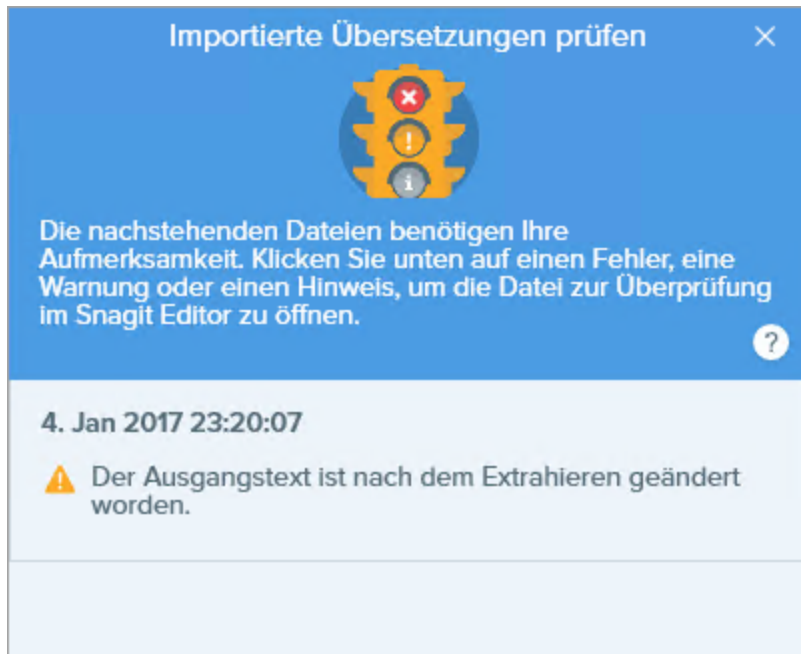 Importierte Übersetzungen prüfen
Die nachstehenden Dateien benötigen Ihre
Aufmerksamkeit. Klicken Sie unten auf einen Fehler, eine
Warnung oder einen Hinweis, um die Datei zur Überprüfung
im Snagit Editor zu öffnen.
?
4. Jan 2017 23:20:07
Der Ausgangstext ist nach dem Extrahieren geändert
worden.